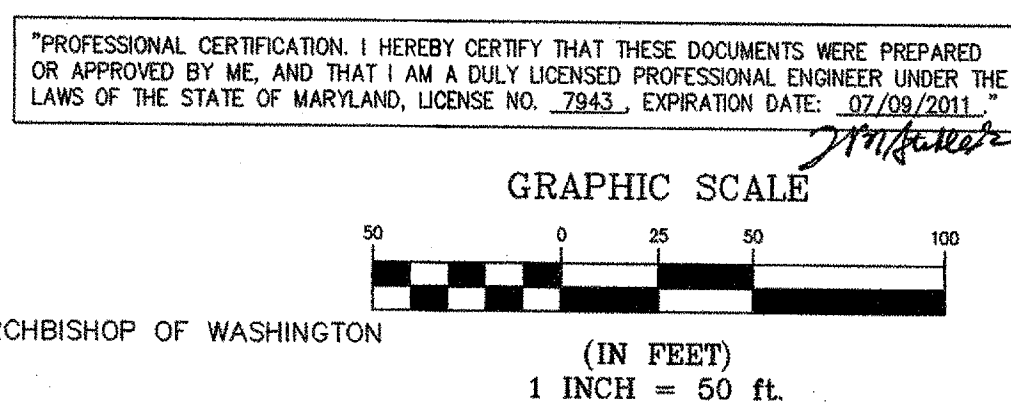 "PROFESSIONAL CERTIFICATION. I HEREBY CERTIFY THAT THESE DOCUMENTS WERE PREPARED
OR APPROVED BY ME, AND THAT I AM A DULY LICENSED PROFESSIONAL ENGINEER UNDER THE
LAWS OF THE STATE OF MARYLAND, LICENSE NO. 7943, EXPIRATION DATE: 07/09/2011."
GRAPHIC SCALE
50 0 25 50 100
RCHBISHOP OF WASHINGTON
(IN FEET)
1 INCH = 50 ft.